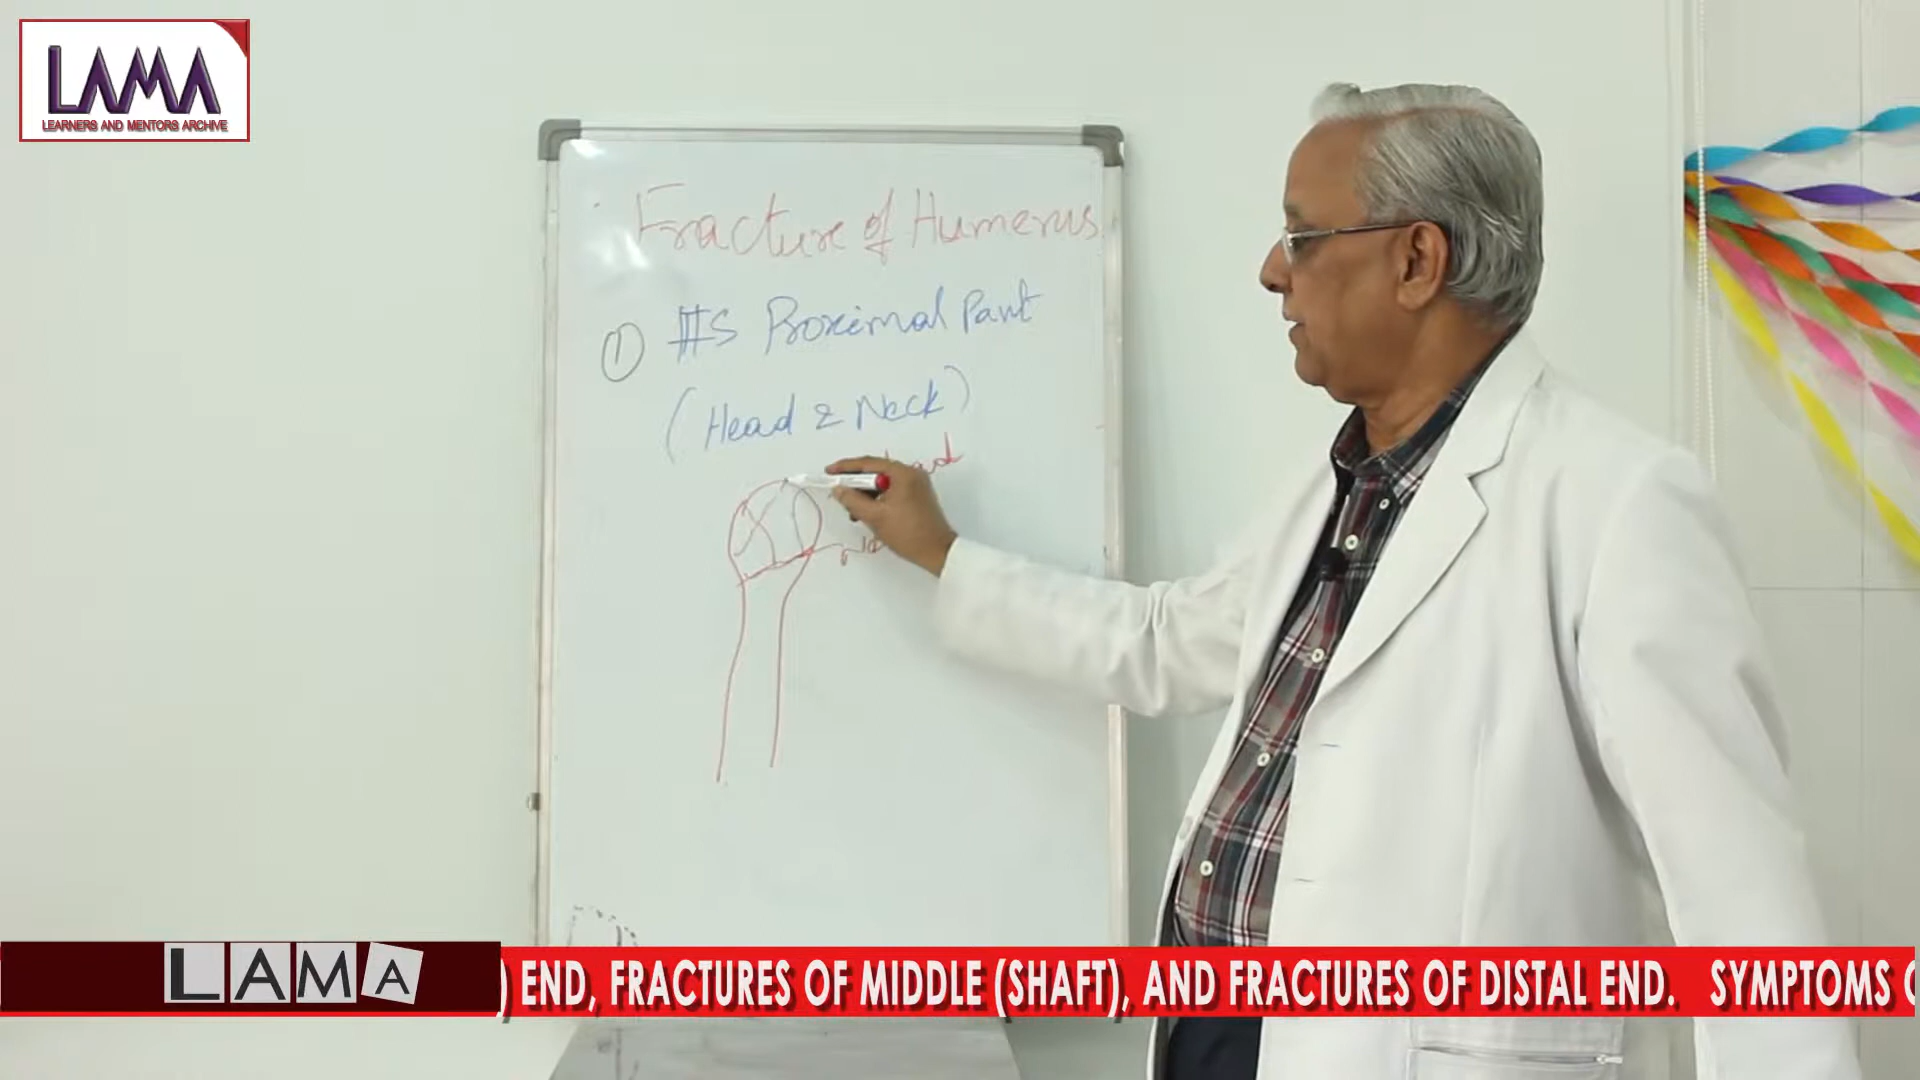 LAMA
LEARNERS AND MENTORS ARCHIVE
Fracture of Humerus
① #s Proximal Part
(Head & Neck)
LAMA
) END, FRACTURES OF MIDDLE (SHAFT), AND FRACTURES OF DISTAL END. SYMPTOMS